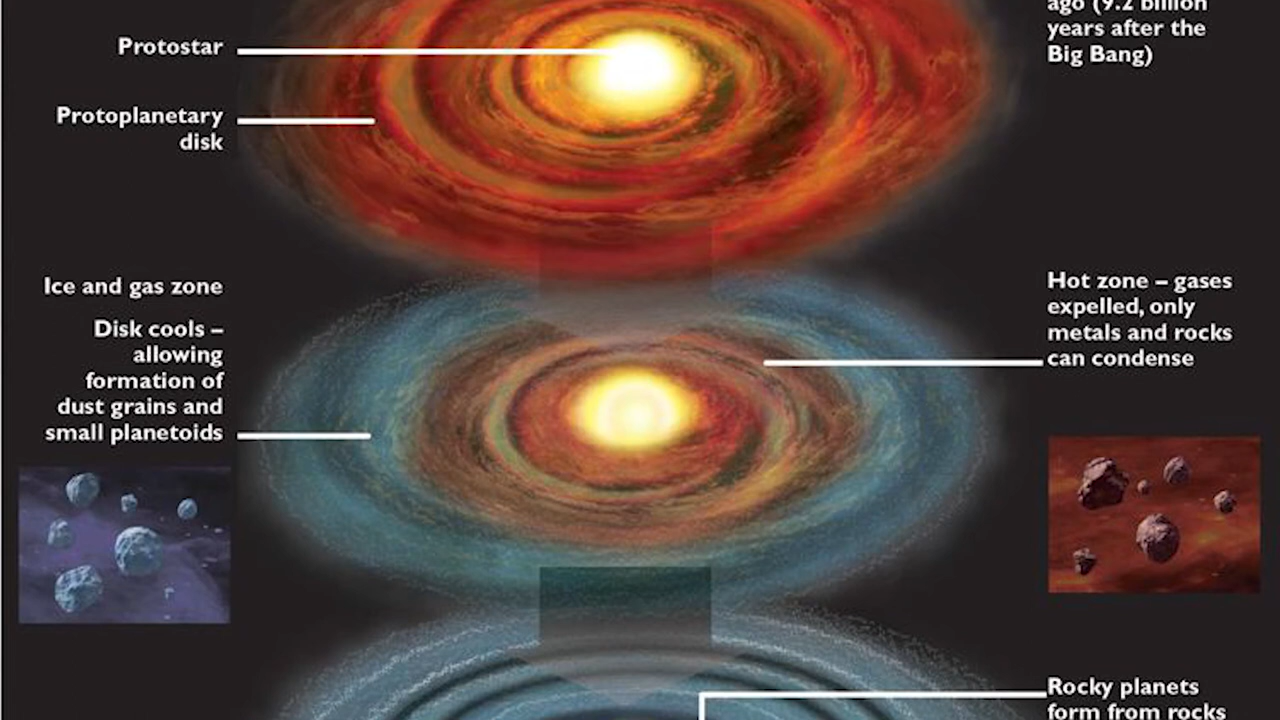 ago (9.2 billion
years after the
Big Bang)
Protostar
Protoplanetary
disk
Ice and gas zone
Disk cools –
allowing
formation of
dust grains and
small planetoids
Hot zone – gases
expelled, only
metals and rocks
can condense
Rocky planets
form from rocks